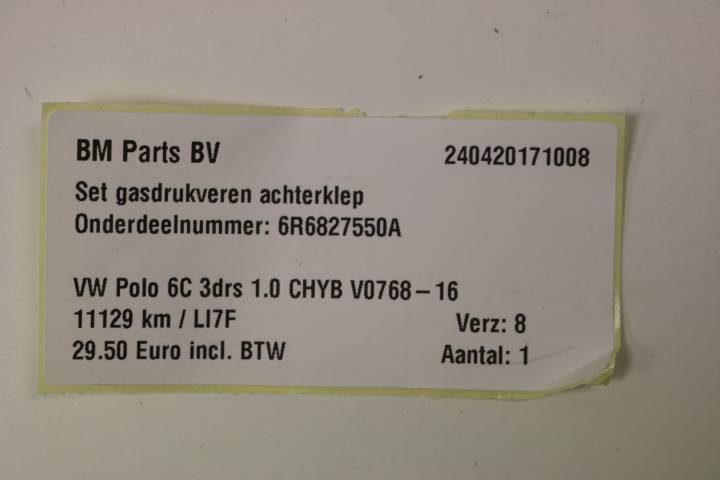 BM Parts BV 240420171008
Set gasdrukveren achterklep
Onderdeelnummer: 6R6827550A
VW Polo 6C 3drs 1.0 CHYB V0768-16
11129 km / LI7F Verz: 8
29.50 Euro incl. BTW Aantal: 1